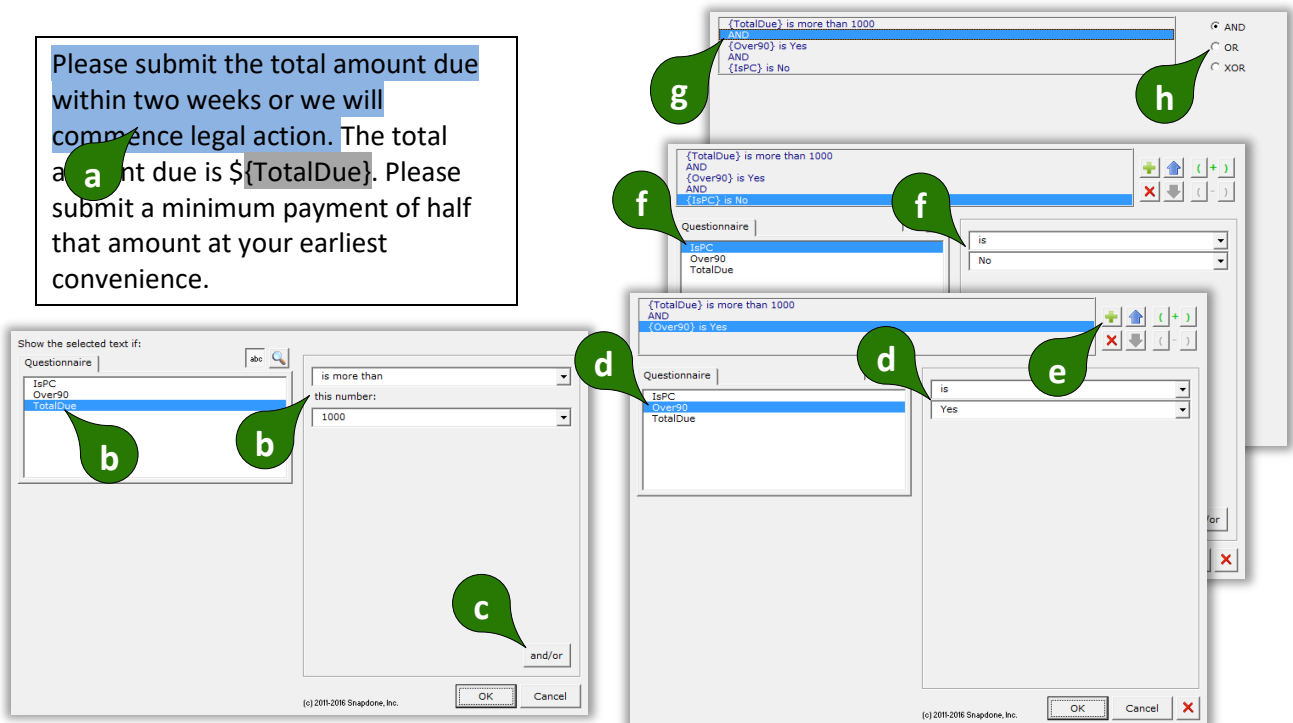 Please submit the total amount due
within two weeks or we will
commence legal action. The total
a nt due is ${TotalDue}. Please
submit a minimum payment of half
that amount at your earliest
convenience.
a
Show the selected text if:
Questionnaire
abc
IsPC
Over90
TotalDue
b
is more than
this number:
1000
b
c
and/or
(c) 2011-2016 Snapdone, Inc.
OK
Cancel
{TotalDue} is more than 1000
AND
{Over90} is Yes
AND
{IsPC} is No
AND
OR
XOR
g
h
{TotalDue} is more than 1000
AND
{Over90} is Yes
AND
{IsPC} is No
( + )
( - )
f
f
Questionnaire
IsPC
Over90
TotalDue
is
No
/or
{TotalDue} is more than 1000
AND
{Over90} is Yes
( + )
( - )
d
d
e
Questionnaire
IsPC
Over90
TotalDue
is
Yes
(c) 2011-2016 Snapdone, Inc.
OK
Cancel